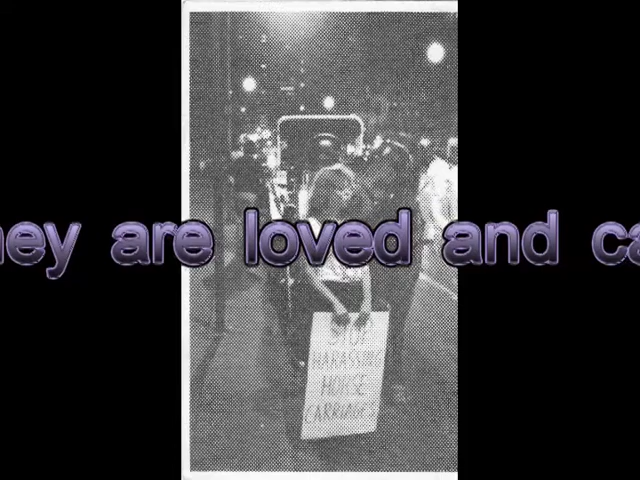 hey are loved and ca
STOP
HARASSING
HORSE
CARRIAGES